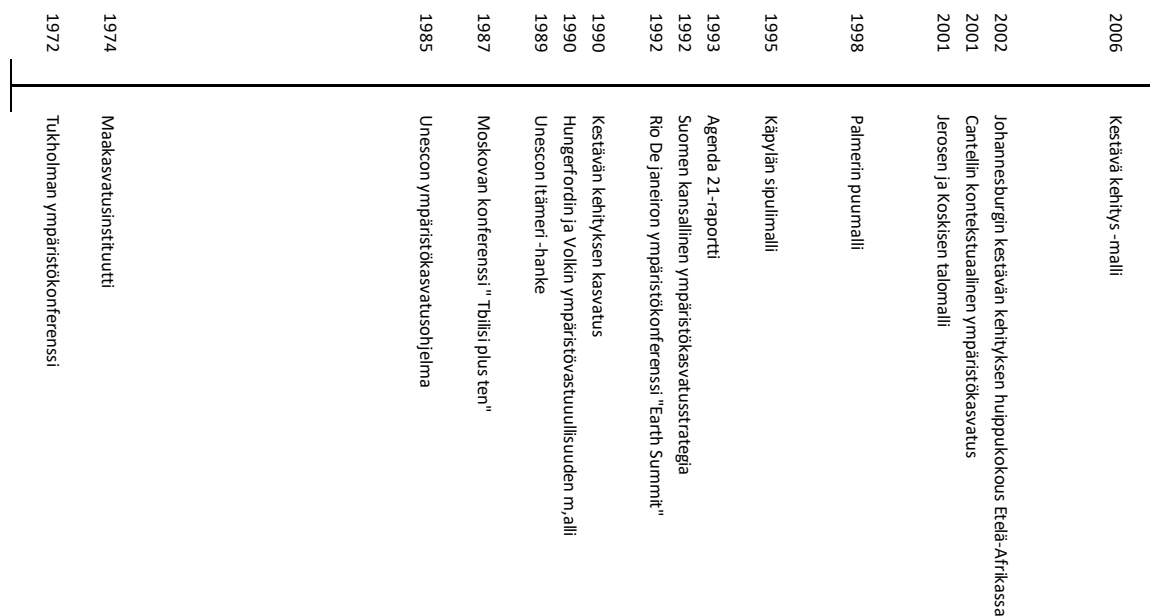 2006 Kestävä kehitys -malli
2002 Johannesburgin kestävän kehityksen huippukokous Etelä-Afrikassa
2001 Cantellin kontekstuaalinen ympäristökasvatus
2001 Jerosen ja Koskisen talomalli
1998 Palmerin puumalli
1995 Käpylän sipulimalli
1993 Agenda 21-raportti
1992 Suomen kansallinen ympäristökasvatusstrategia
1992 Rio De janeiron ympäristökonferenssi "Earth Summit"
1990 Kestävän kehityksen kasvatus
1990 Hungerfordin ja Volkin ympäristövastuuullisuuden m,alli
1989 Unescon Itämeri -hanke
1987 Moskovan konferenssi " Tbilisi plus ten"
1985 Unescon ympäristökasvatusohjelma
1974 Maakasvatusinstituutti
1972 Tukholman ympäristökonferenssi